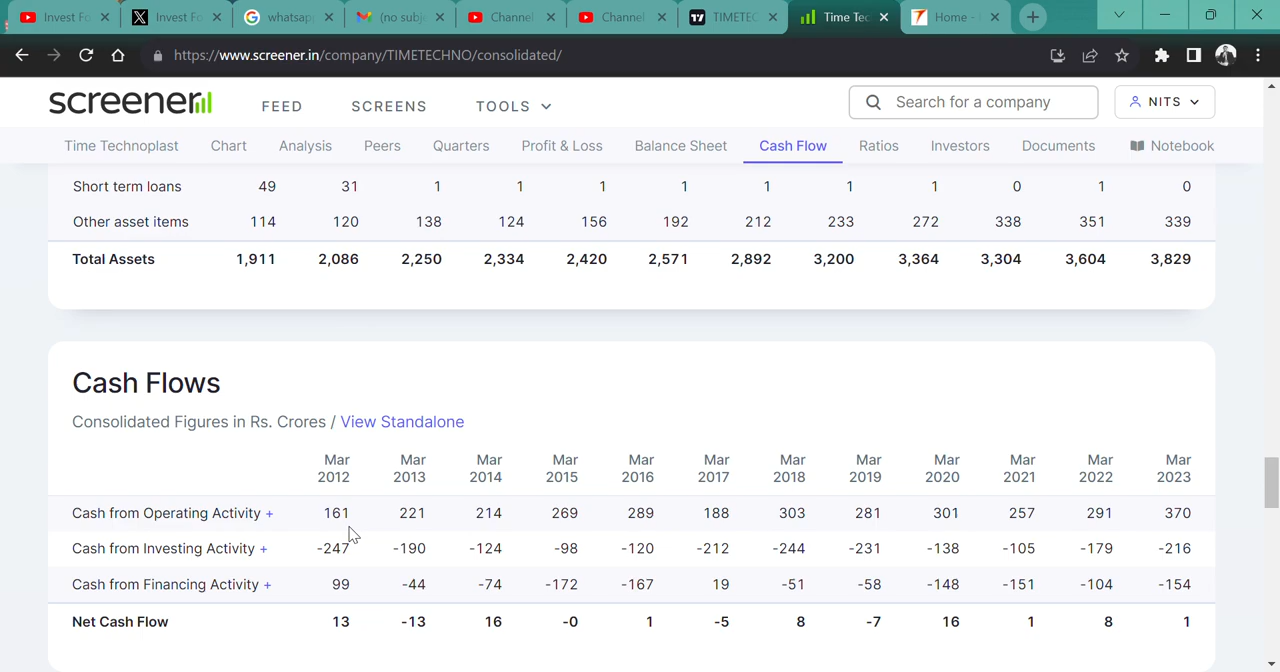 Invest Fo
Invest Fo
whatsap
(no subje
Channel
Channel
TIMETEC
Time Tec
Home -
https://www.screener.in/company/TIMETECHNO/consolidated/
screener
FEED SCREENS TOOLS
Search for a company
NITS
Time Technoplast Chart Analysis Peers Quarters Profit & Loss Balance Sheet Cash Flow Ratios Investors Documents Notebook
Short term loans 49 31 1 1 1 1 1 1 1 0 1 0
Other asset items 114 120 138 124 156 192 212 233 272 338 351 339
Total Assets 1,911 2,086 2,250 2,334 2,420 2,571 2,892 3,200 3,364 3,304 3,604 3,829
Cash Flows
Consolidated Figures in Rs. Crores / View Standalone
Mar Mar Mar Mar Mar Mar Mar Mar Mar Mar Mar Mar
2012 2013 2014 2015 2016 2017 2018 2019 2020 2021 2022 2023
Cash from Operating Activity + 161 221 214 269 289 188 303 281 301 257 291 370
Cash from Investing Activity + -247 -190 -124 -98 -120 -212 -244 -231 -138 -105 -179 -216
Cash from Financing Activity + 99 -44 -74 -172 -167 19 -51 -58 -148 -151 -104 -154
Net Cash Flow 13 -13 16 -0 1 -5 8 -7 16 1 8 1